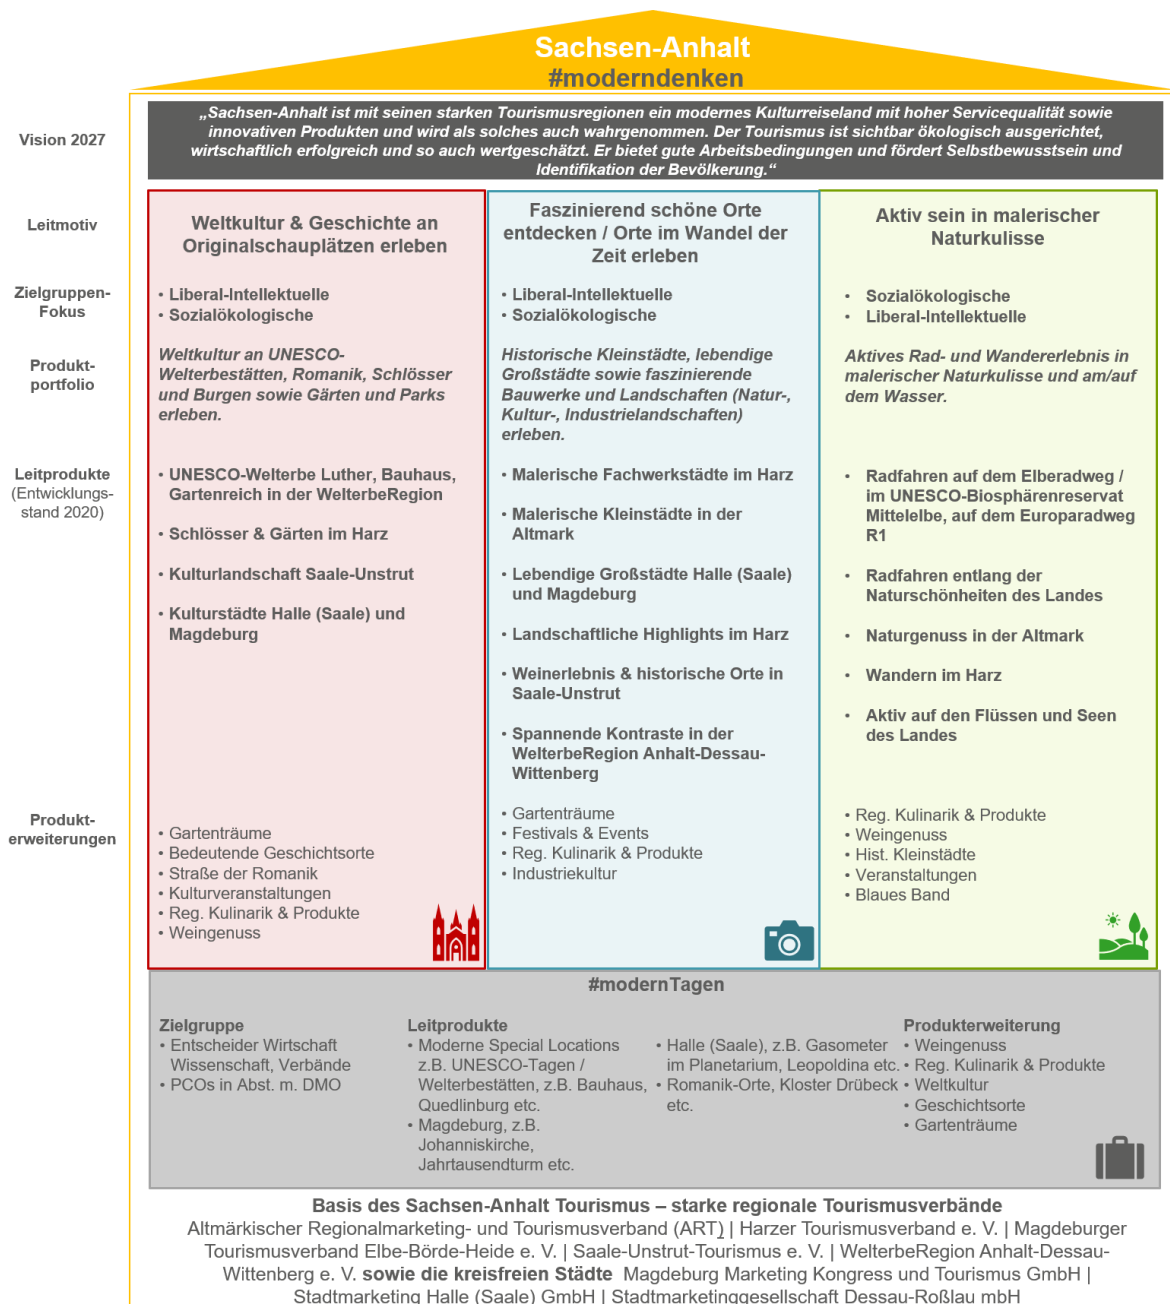 Sachsen-Anhalt
#moderndenken
Vision 2027
„Sachsen-Anhalt ist mit seinen starken Tourismusregionen ein modernes Kulturreiseland mit hoher Servicequalität sowie
innovativen Produkten und wird als solches auch wahrgenommen. Der Tourismus ist sichtbar ökologisch ausgerichtet,
wirtschaftlich erfolgreich und so auch wertgeschätzt. Er bietet gute Arbeitsbedingungen und fördert Selbstbewusstsein und
Identifikation der Bevölkerung.“
Leitmotiv
Weltkultur & Geschichte an
Originalschauplätzen erleben
Faszinierend schöne Orte
entdecken / Orte im Wandel der
Zeit erleben
Aktiv sein in malerischer
Naturkulisse
Zielgruppen-
Fokus
• Liberal-Intellektuelle
• Sozialökologische
• Liberal-Intellektuelle
• Sozialökologische
• Sozialökologische
• Liberal-Intellektuelle
Produkt-
portfolio
Weltkultur an UNESCO-
Welterbestätten, Romanik, Schlösser
und Burgen sowie Gärten und Parks
erleben.
Historische Kleinstädte, lebendige
Großstädte sowie faszinierende
Bauwerke und Landschaften (Natur-,
Kultur-, Industrielandschaften)
erleben.
Aktives Rad- und Wandererlebnis in
malerischer Naturkulisse und am/auf
dem Wasser.
Leitprodukte
(Entwicklungs-
stand 2020)
• UNESCO-Welterbe Luther, Bauhaus,
Gartenreich in der WelterbeRegion
• Schlösser & Gärten im Harz
• Kulturlandschaft Saale-Unstrut
• Kulturstädte Halle (Saale) und
Magdeburg
• Malerische Fachwerkstädte im Harz
• Malerische Kleinstädte in der
Altmark
• Lebendige Großstädte Halle (Saale)
und Magdeburg
• Landschaftliche Highlights im Harz
• Weinerlebnis & historische Orte in
Saale-Unstrut
• Spannende Kontraste in der
WelterbeRegion Anhalt-Dessau-
Wittenberg
• Radfahren auf dem Elberadweg /
im UNESCO-Biosphärenreservat
Mittelelbe, auf dem Europaradweg
R1
• Radfahren entlang der
Naturschönheiten des Landes
• Naturgenuss in der Altmark
• Wandern im Harz
• Aktiv auf den Flüssen und Seen
des Landes
Produkt-
erweiterungen
• Gartenträume
• Bedeutende Geschichtsorte
• Straße der Romanik
• Kulturveranstaltungen
• Reg. Kulinarik & Produkte
• Weingenuss
• Gartenträume
• Festivals & Events
• Reg. Kulinarik & Produkte
• Industriekultur
• Reg. Kulinarik & Produkte
• Weingenuss
• Hist. Kleinstädte
• Veranstaltungen
• Blaues Band
#modernTagen
Zielgruppe
• Entscheider Wirtschaft
Wissenschaft, Verbände
• PCOs in Abst. m. DMO
Leitprodukte
• Moderne Special Locations
z.B. UNESCO-Tagen /
Welterbestätten, z.B. Bauhaus,
Quedlinburg etc.
• Magdeburg, z.B.
Johanniskirche,
Jahrtausendturm etc.
• Halle (Saale), z.B. Gasometer
im Planetarium, Leopoldina etc.
• Romanik-Orte, Kloster Drübeck
etc.
Produkterweiterung
• Weingenuss
• Reg. Kulinarik & Produkte
• Weltkultur
• Geschichtsorte
• Gartenträume
Basis des Sachsen-Anhalt Tourismus – starke regionale Tourismusverbände
Altmärkischer Regionalmarketing- und Tourismusverband (ART) | Harzer Tourismusverband e. V. | Magdeburger
Tourismusverband Elbe-Börde-Heide e. V. | Saale-Unstrut-Tourismus e. V. | WelterbeRegion Anhalt-Dessau-
Wittenberg e. V. sowie die kreisfreien Städte Magdeburg Marketing Kongress und Tourismus GmbH |
Stadtmarketing Halle (Saale) GmbH | Stadtmarketinggesellschaft Dessau-Roßlau mbH